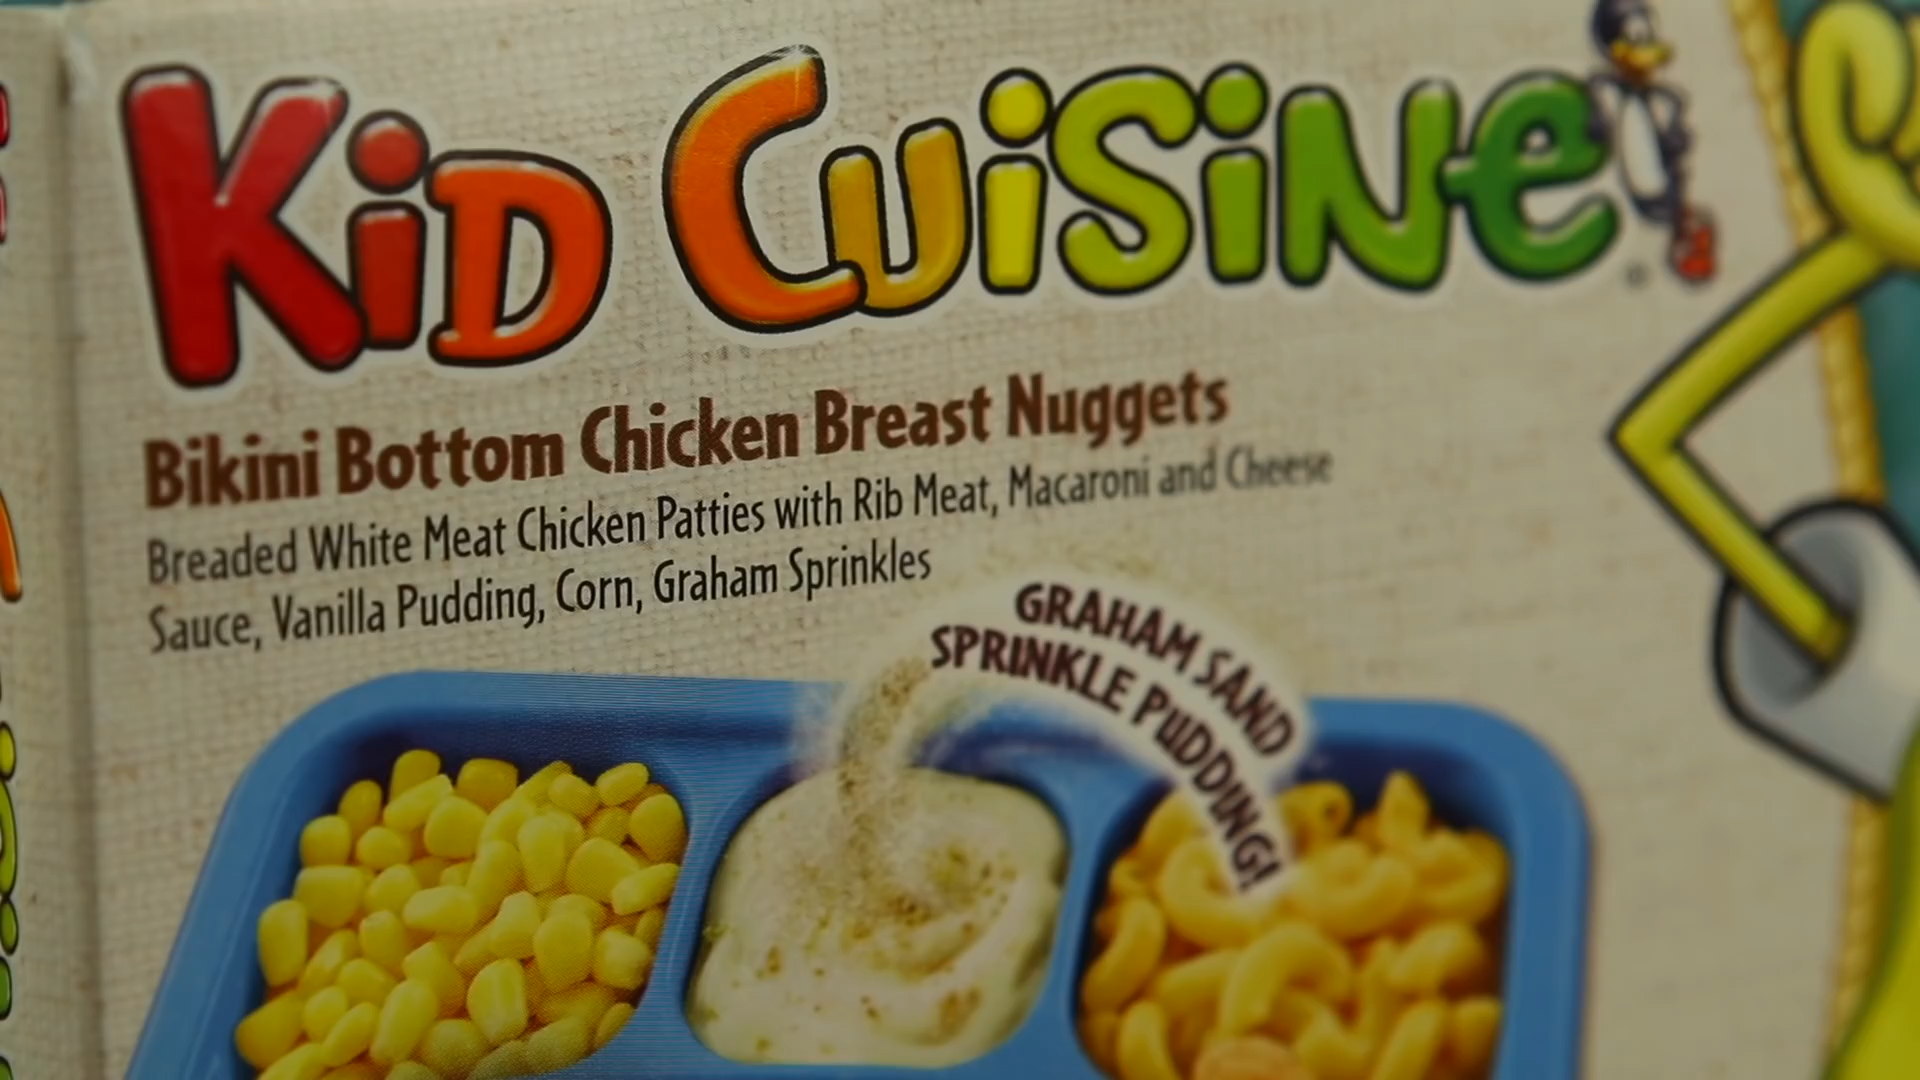 KiD CUiSiNe
Bikini Bottom Chicken Breast Nuggets
Breaded White Meat Chicken Patties with Rib Meat, Macaroni and Cheese
Sauce, Vanilla Pudding, Corn, Graham Sprinkles
GRAHAM SAND
SPRINKLE PUDDING!